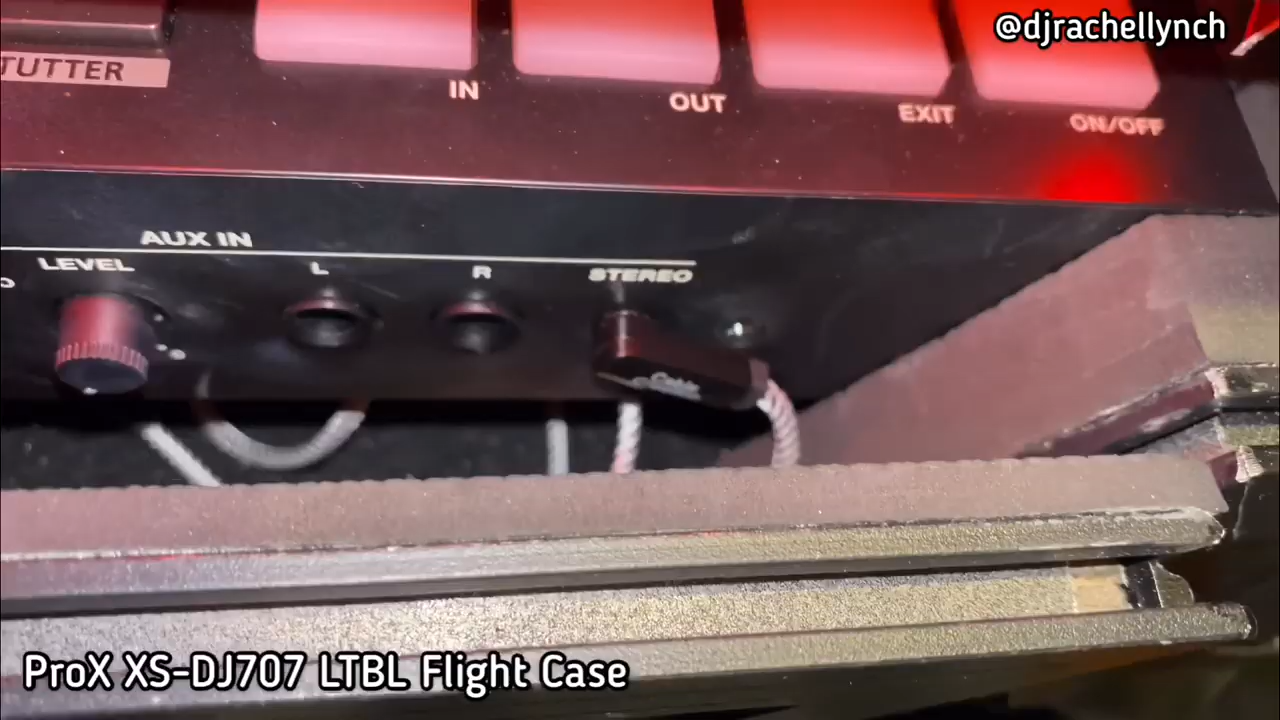 @djrachellynch
TUTTER
IN
OUT
EXIT
ON/OFF
AUX IN
LEVEL
L
R
STEREO
ProX XS-DJ707 LTBL Flight Case